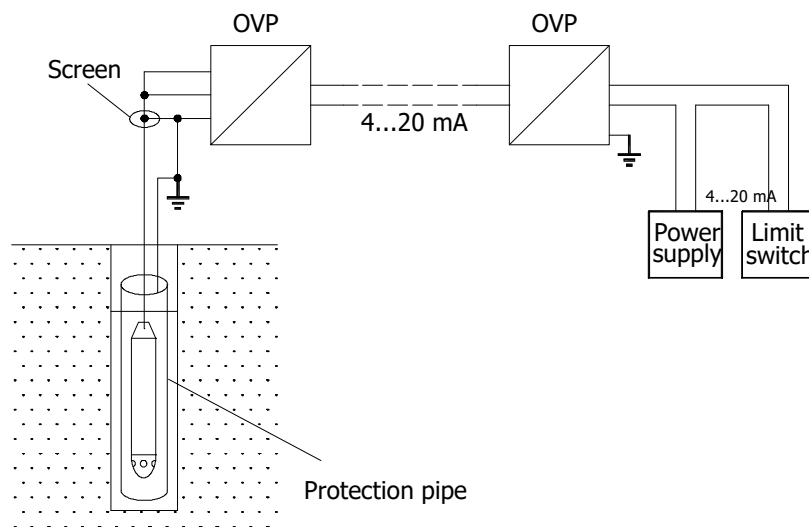 OVP
OVP
Screen
4...20 mA
4...20 mA
Power
supply
Limit
switch
Protection pipe